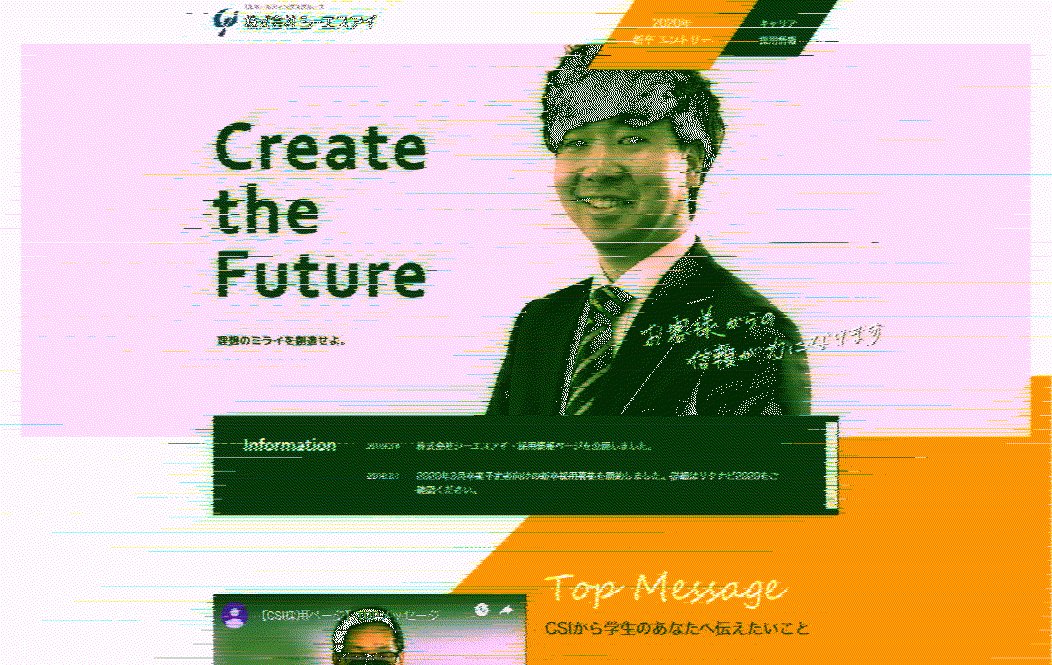 株式会社シーエスアイ
2020年
新卒 エントリー
キャリア
採用情報
Create
the
Future
理想のミライを創造せよ。
お客様からの
信頼が力になります
Information
株式会社シーエスアイ・採用情報ページを公開しました。
2020年3月卒業予定者向けの新卒採用募集を開始しました。詳細はリクナビ2020をご
確認ください。
Top Message
CSIから学生のあなたへ伝えたいこと